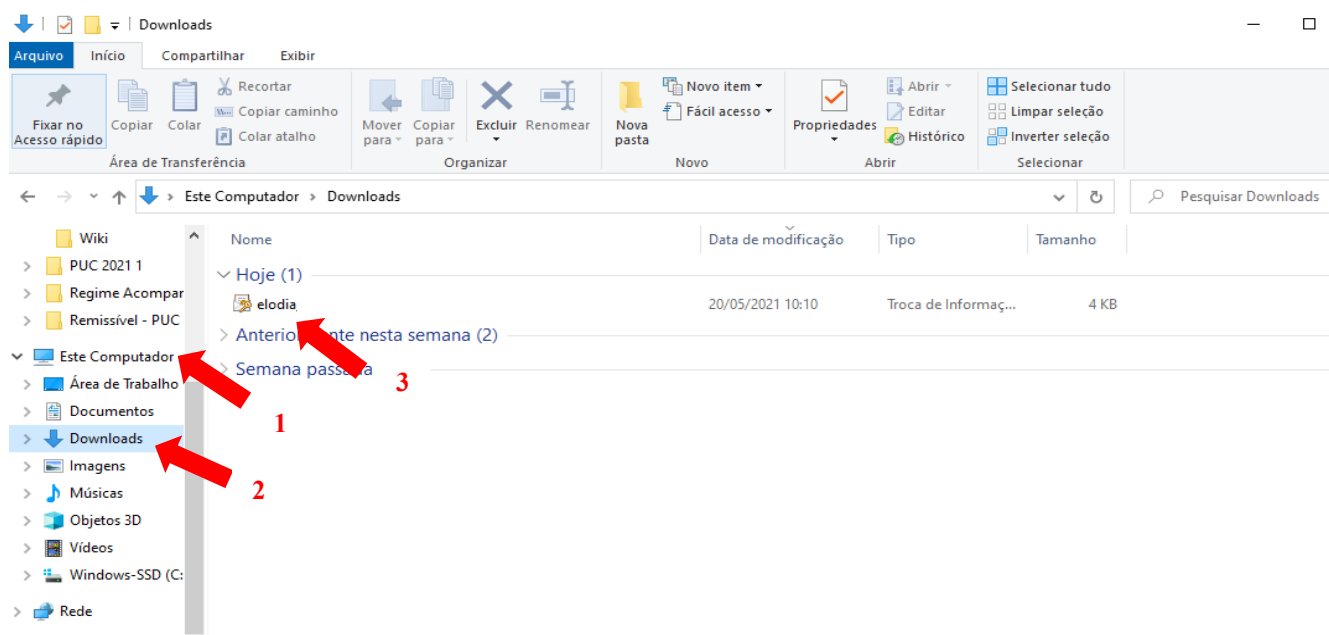 Downloads
Arquivo Início Compartilhar Exibir
Fixar no Acesso rápido
Copiar
Colar
Recortar
Copiar caminho
Colar atalho
Área de Transferência
Mover para
Copiar para
Excluir
Renomear
Organizar
Nova pasta
Novo item
Fácil acesso
Novo
Propriedades
Abrir
Editar
Histórico
Abrir
Selecionar tudo
Limpar seleção
Inverter seleção
Selecionar
Este Computador > Downloads
Pesquisar Downloads
Wiki
PUC 2021 1
Regime Acompar
Remissível - PUC
Este Computador
Área de Trabalho
Documentos
Downloads
Imagens
Músicas
Objetos 3D
Vídeos
Windows-SSD (C:
Rede
Nome Data de modificação Tipo Tamanho
Hoje (1)
elodia 20/05/2021 10:10 Troca de Informaç... 4 KB
nesta semana (2)
Semana
1
2
3